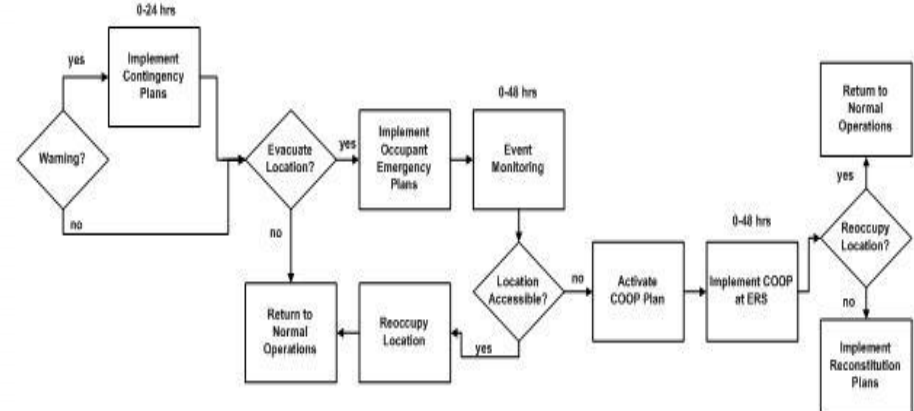 0-24 hrs
yes
Implement
Contingency
Plans
Warning?
no
Evacuate
Location?
yes
no
Implement
Occupant
Emergency
Plans
0-48 hrs
Event
Monitoring
Location
Accessible?
no
yes
Reoccupy
Location
Return to
Normal
Operations
Activate
COOP Plan
0-48 hrs
Implement COOP
at ERS
Return to
Normal
Operations
yes
Reoccupy
Location?
no
Implement
Reconstitution
Plans